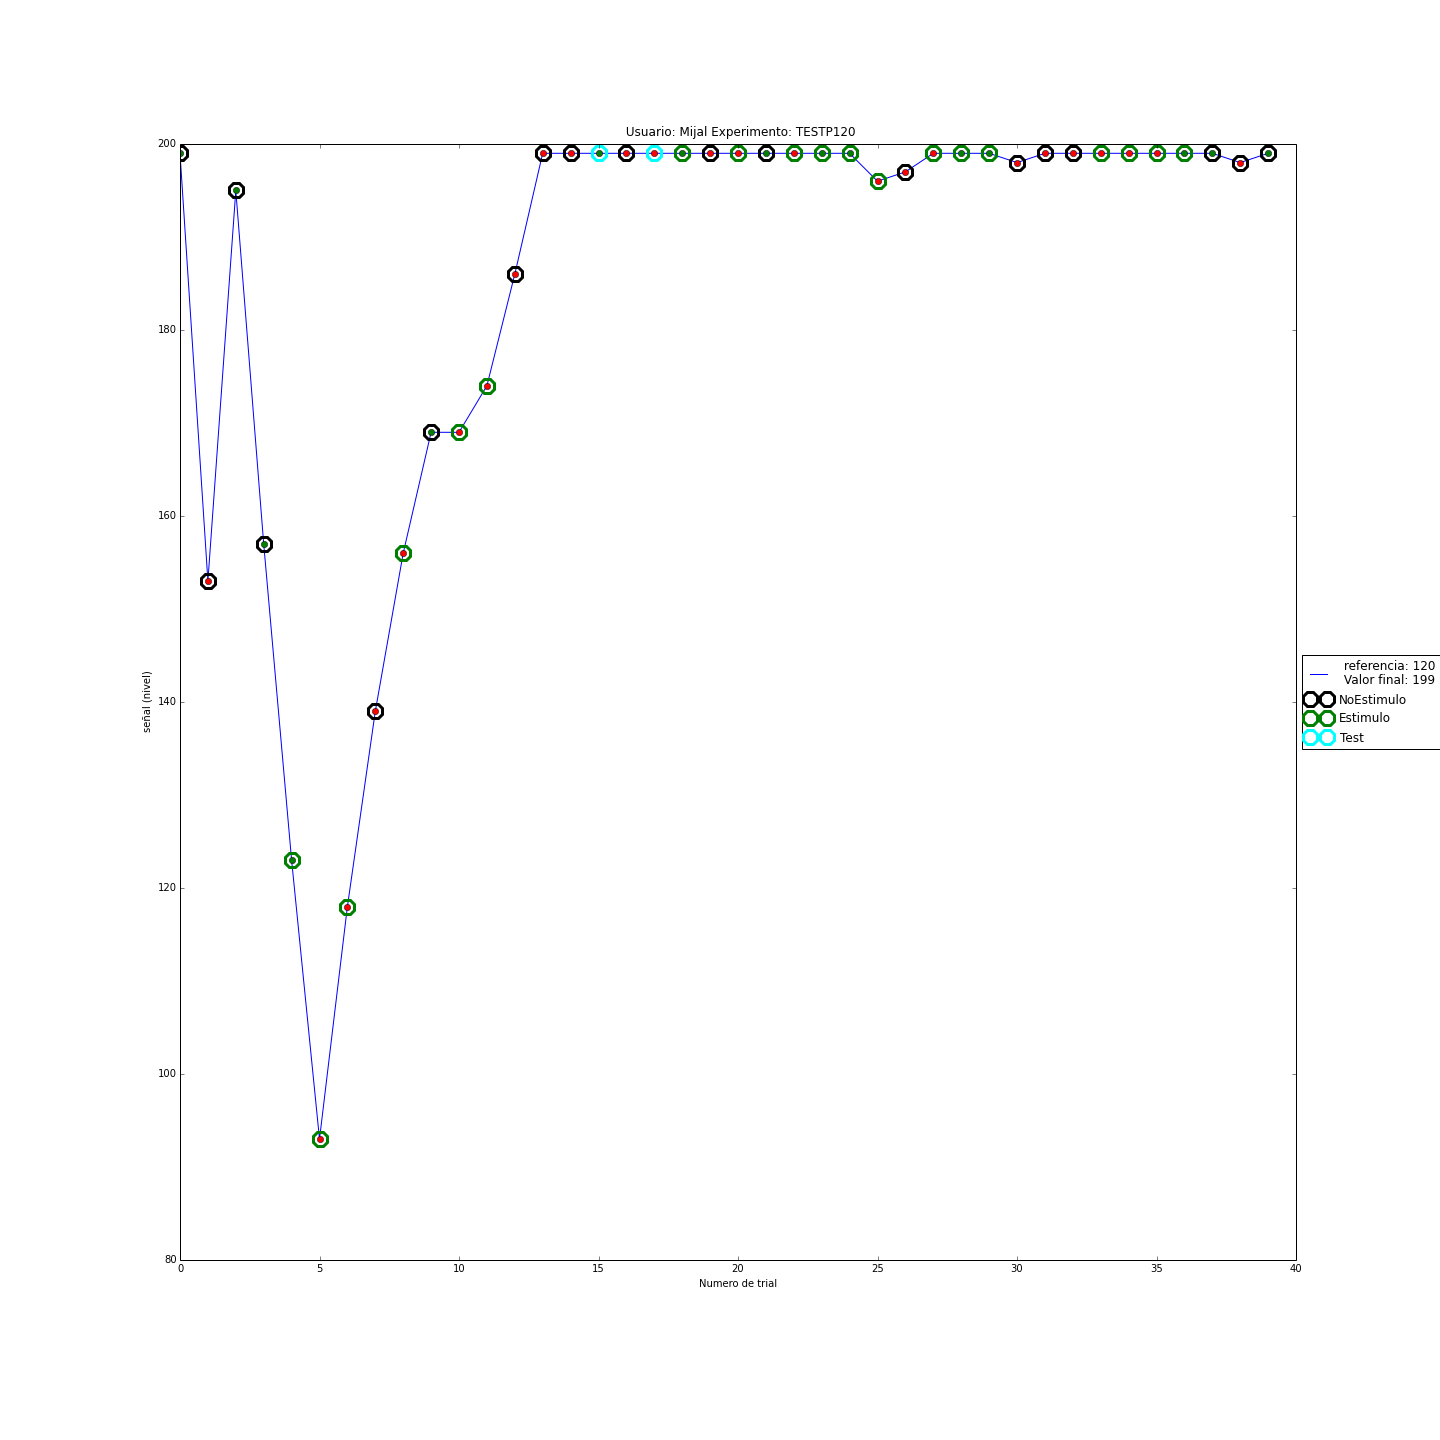 Usuario: Mijal Experimento: TESTP120
200
180
160
140
120
100
80
señal (nivel)
0 5 10 15 20 25 30 35 40
Numero de trial
referencia: 120
Valor final: 199
NoEstimulo
Estimulo
Test